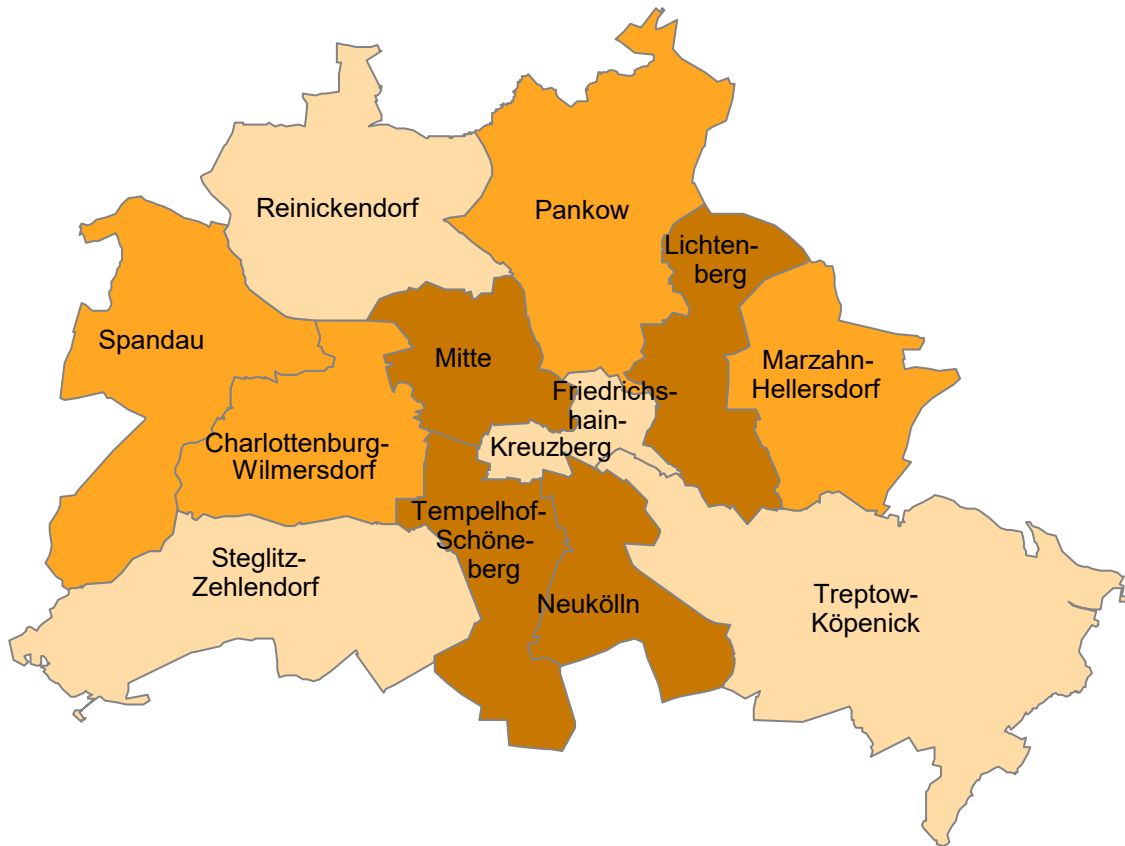 Reinickendorf
Pankow
Lichten-
berg
Spandau
Mitte
Marzahn-
Hellersdorf
Friedrichs-
hain-
Kreuzberg
Charlottenburg-
Wilmersdorf
Tempelhof-
Schöne-
berg
Steglitz-
Zehlendorf
Neukölln
Treptow-
Köpenick